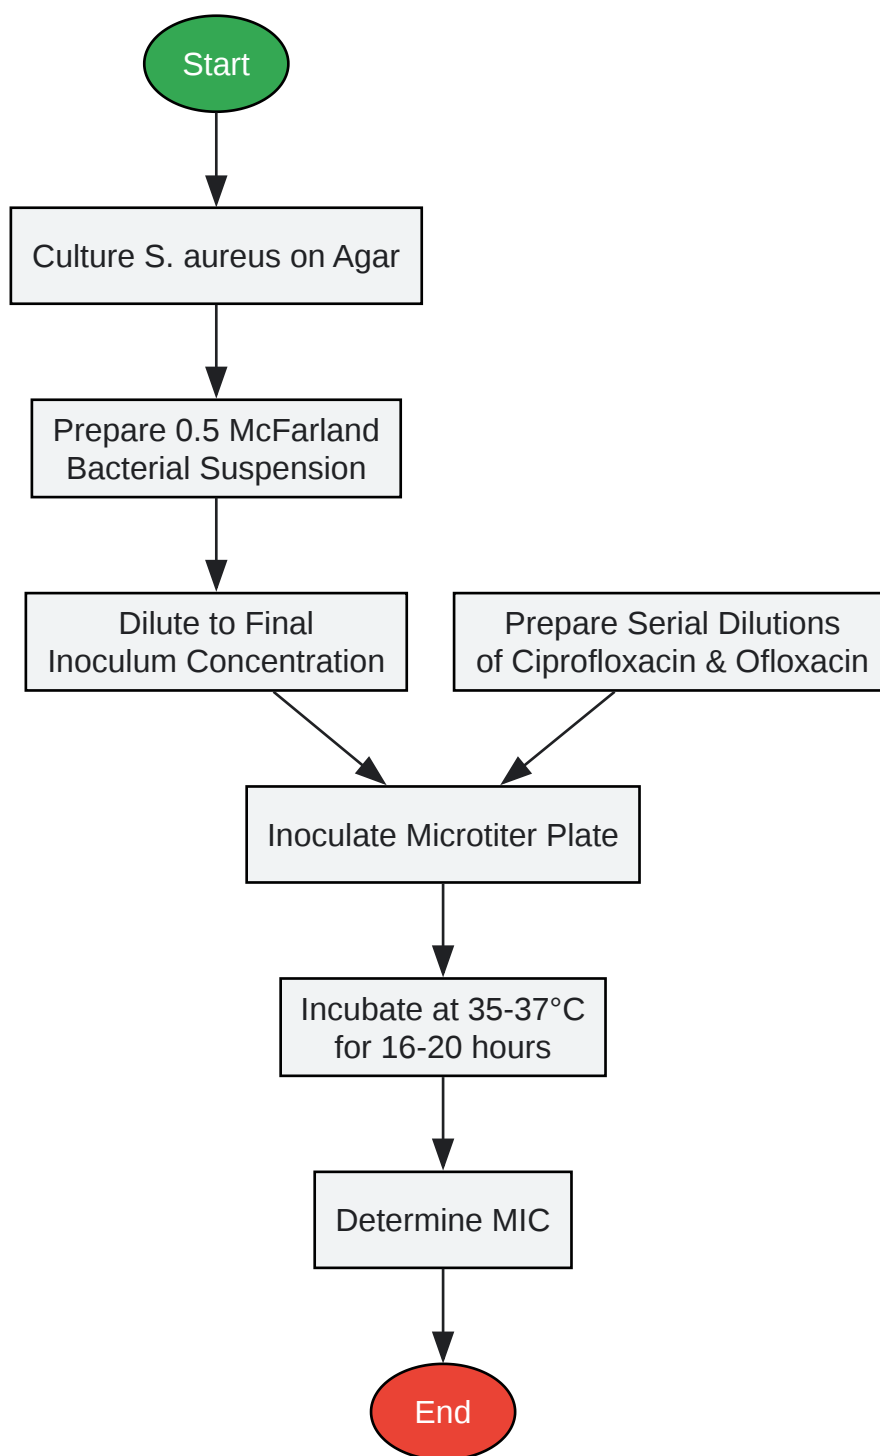 Start
Culture S. aureus on Agar
Prepare 0.5 McFarland
Bacterial Suspension
Dilute to Final
Inoculum Concentration
Prepare Serial Dilutions
of Ciprofloxacin & Ofloxacin
Inoculate Microtiter Plate
Incubate at 35-37°C
for 16-20 hours
Determine MIC
End